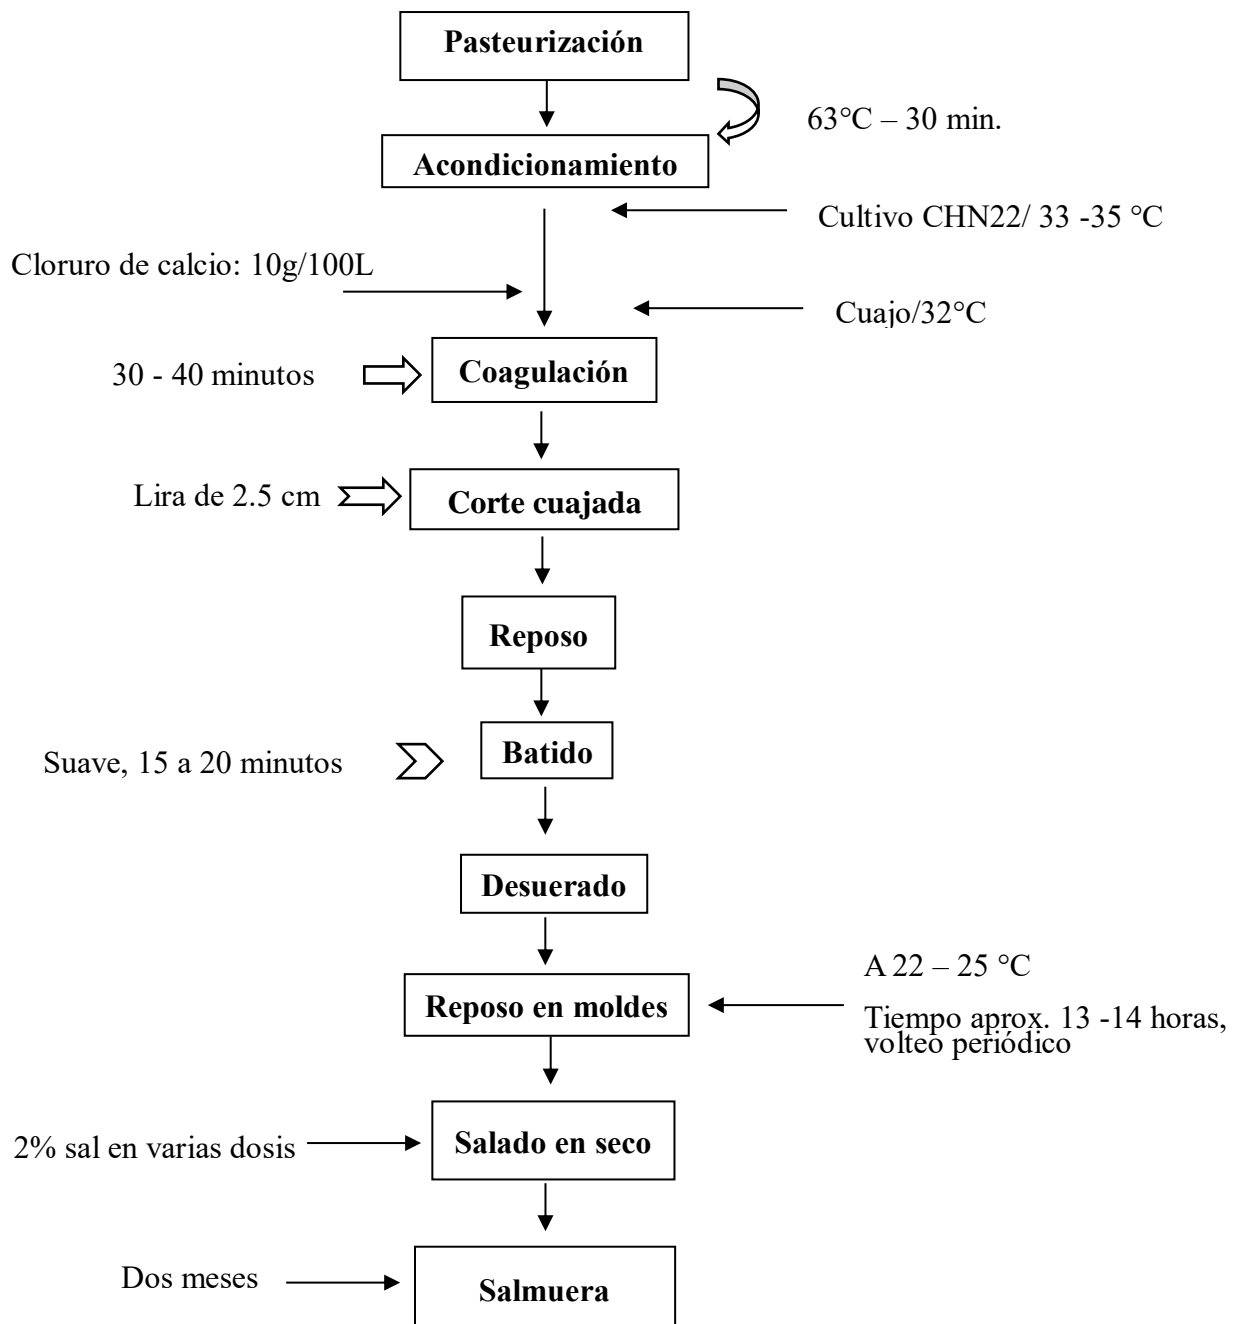 Pasteurización
63°C – 30 min.
Acondicionamiento
Cultivo CHN22/ 33 -35 °C
Cloruro de calcio: 10g/100L
Cuajo/32°C
30 - 40 minutos
Coagulación
Lira de 2.5 cm
Corte cuajada
Reposo
Batido
Suave, 15 a 20 minutos
Desuerado
A 22 – 25 °C
Reposo en moldes
Tiempo aprox. 13 -14 horas,
volteo periódico
2% sal en varias dosis
Salado en seco
Dos meses
Salmuera